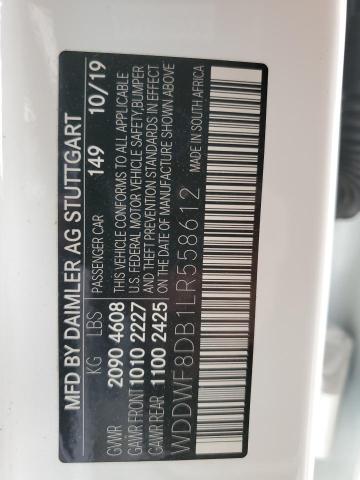 MFD BY DAIMLER AG STUTTGART
PASSENGER CAR 149 10/19
KG LBS
GVWR 2090 4608
GAWR FRONT 1010 2227
GAWR REAR 1100 2425
THIS VEHICLE CONFORMS TO ALL APPLICABLE
U.S. FEDERAL MOTOR VEHICLE SAFETY,BUMPER
AND THEFT PREVENTION STANDARDS IN EFFECT
ON THE DATE OF MANUFACTURE SHOWN ABOVE
WDDWF8DB1LR558612
MADE IN SOUTH AFRICA